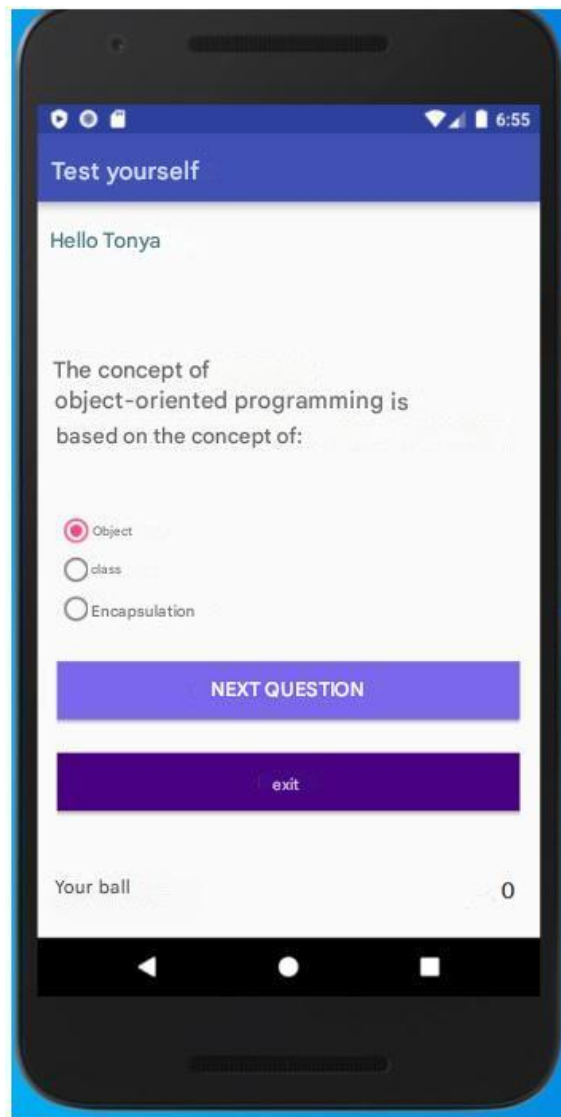 6:55
Test yourself
Hello Tonya
The concept of
object-oriented programming is
based on the concept of:
Object
class
Encapsulation
NEXT QUESTION
exit
Your ball 0